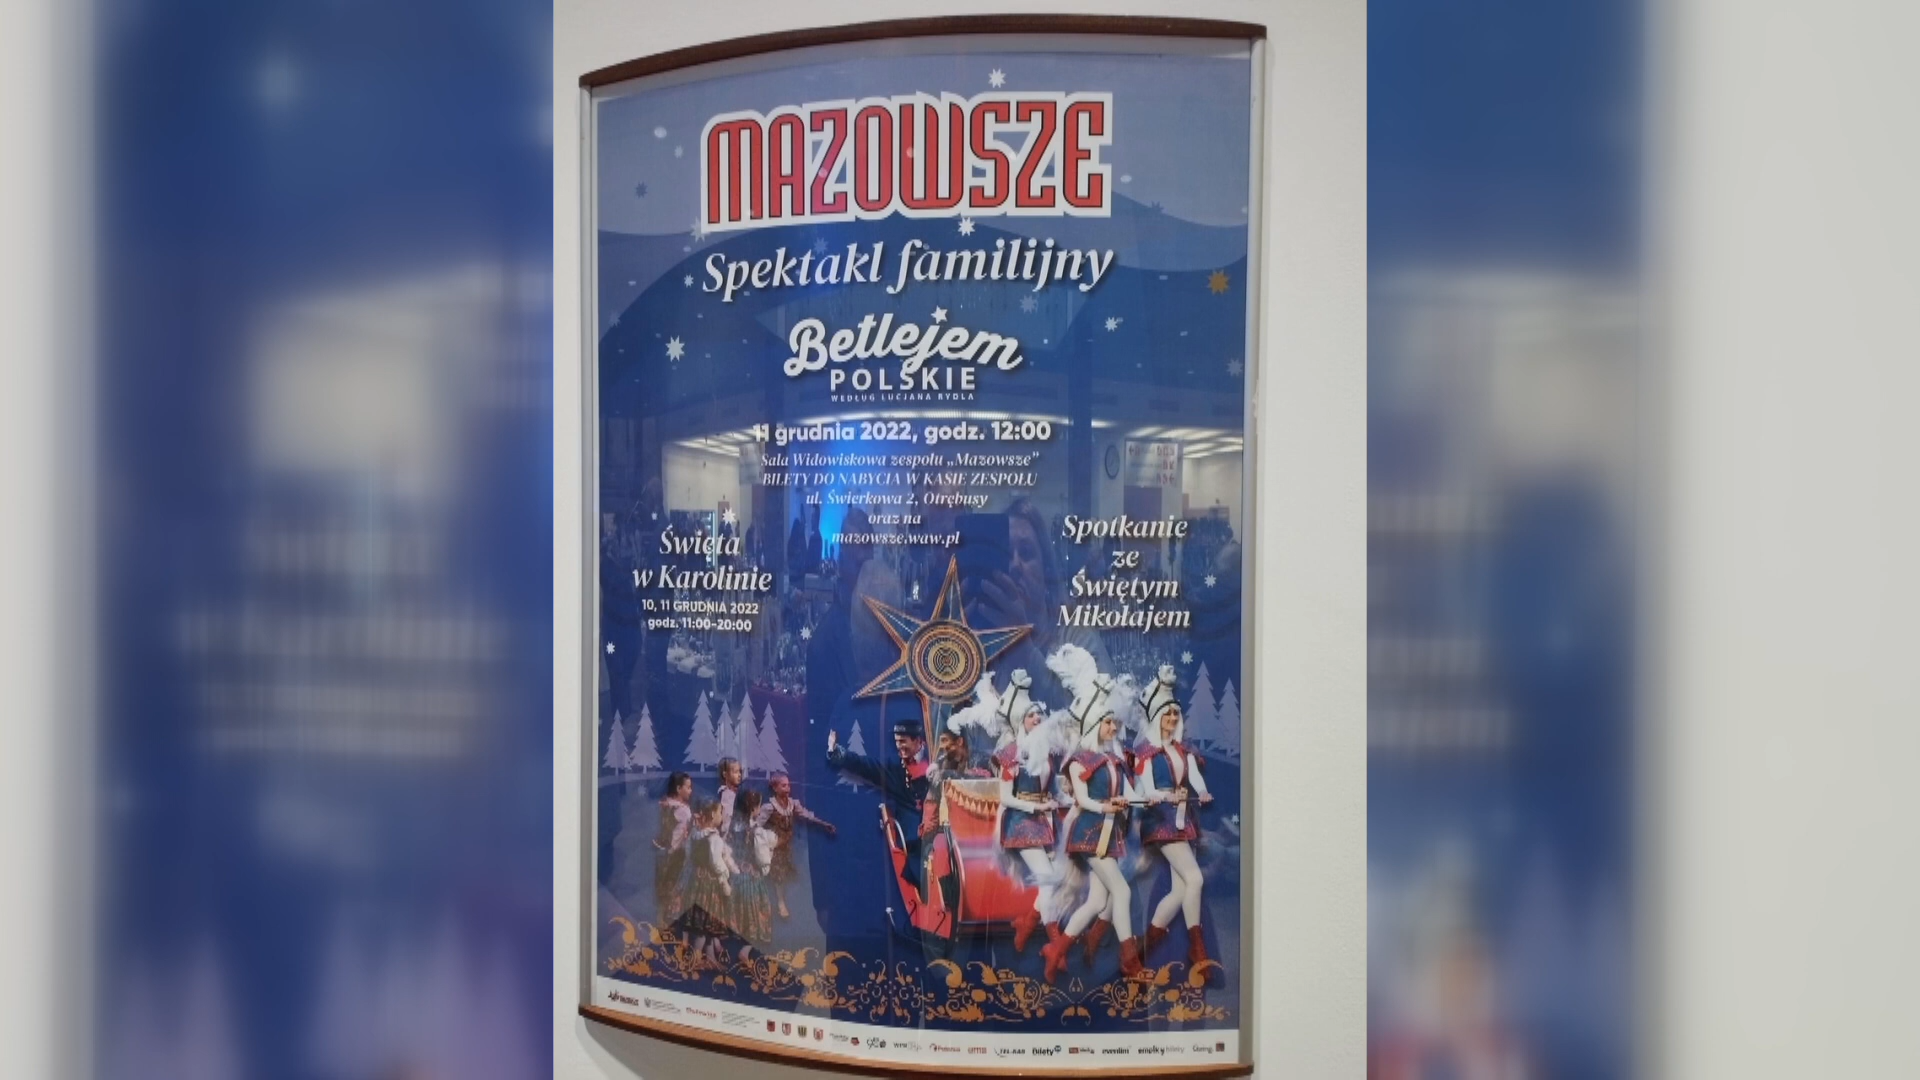 MAZOWSZE
Spektakl familijny
Betlejem
POLSKIE
WEDŁUG LUCJANA RYDLA
11 grudnia 2022, godz. 12:00
Sala Widowiskowa zespołu „Mazowsze”
BILETY DO NABYCIA W KASIE ZESPOŁU
ul. Świerkowa 2, Otrębusy
oraz na
mazowsze.waw.pl
Święta
w Karolinie
10, 11 GRUDNIA 2022
godz. 11:00-20:00
Spotkanie
ze
Świętym
Mikołajem